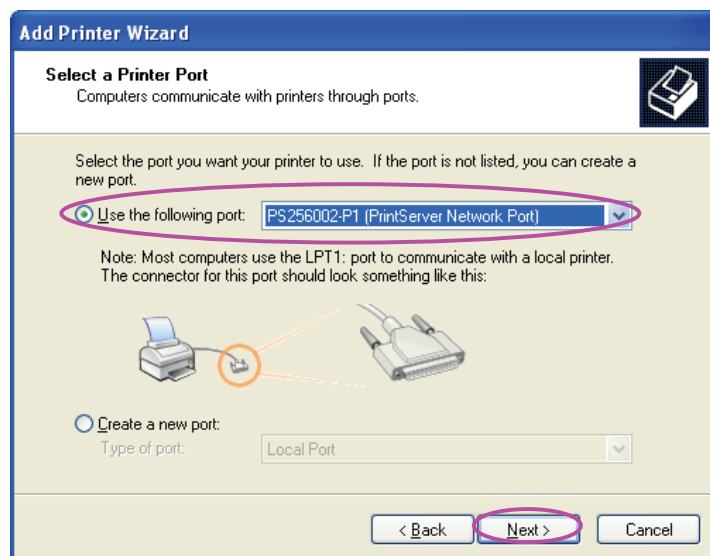 Add Printer Wizard
Select a Printer Port
Computers communicate with printers through ports.
Select the port you want your printer to use. If the port is not listed, you can create a
new port.
Use the following port: PS256002-P1 (PrintServer Network Port)
Note: Most computers use the LPT1: port to communicate with a local printer.
The connector for this port should look something like this:
Create a new port:
Type of port: Local Port
< Back Next > Cancel